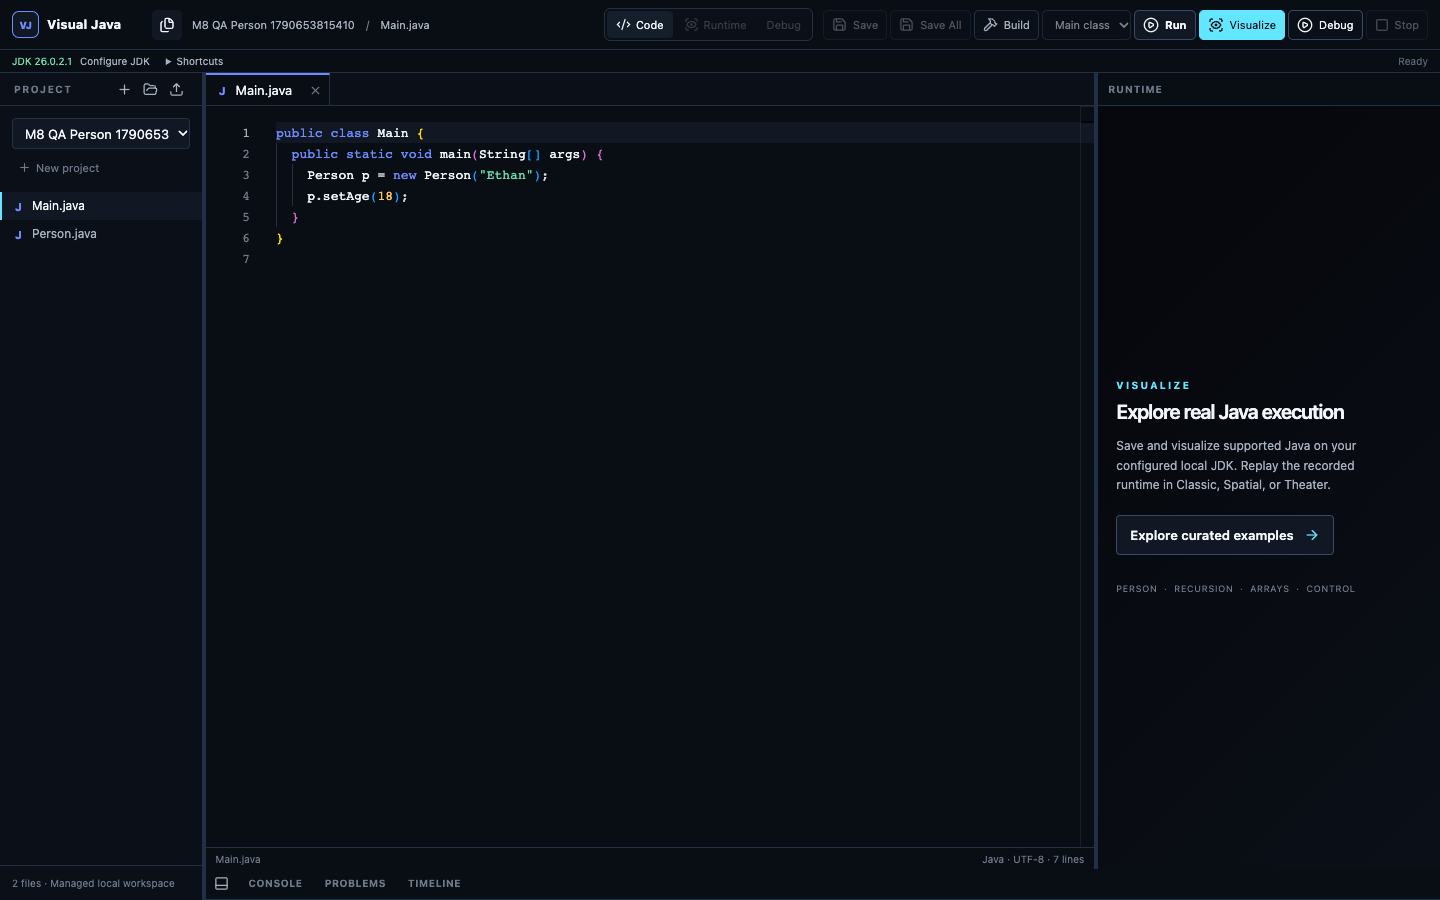 VJ Visual Java M8 QA Person 1790653815410 / Main.java Code Runtime Debug Save Save All Build Main class Run Visualize Debug Stop
JDK 26.0.2.1 Configure JDK Shortcuts Ready
PROJECT
M8 QA Person 1790653
New project
J Main.java
J Person.java
2 files · Managed local workspace
J Main.java
1 public class Main {
2 public static void main(String[] args) {
3 Person p = new Person("Ethan");
4 p.setAge(18);
5 }
6 }
7
Main.java Java · UTF-8 · 7 lines
CONSOLE PROBLEMS TIMELINE
RUNTIME
VISUALIZE
Explore real Java execution
Save and visualize supported Java on your
configured local JDK. Replay the recorded
runtime in Classic, Spatial, or Theater.
Explore curated examples →
PERSON · RECURSION · ARRAYS · CONTROL